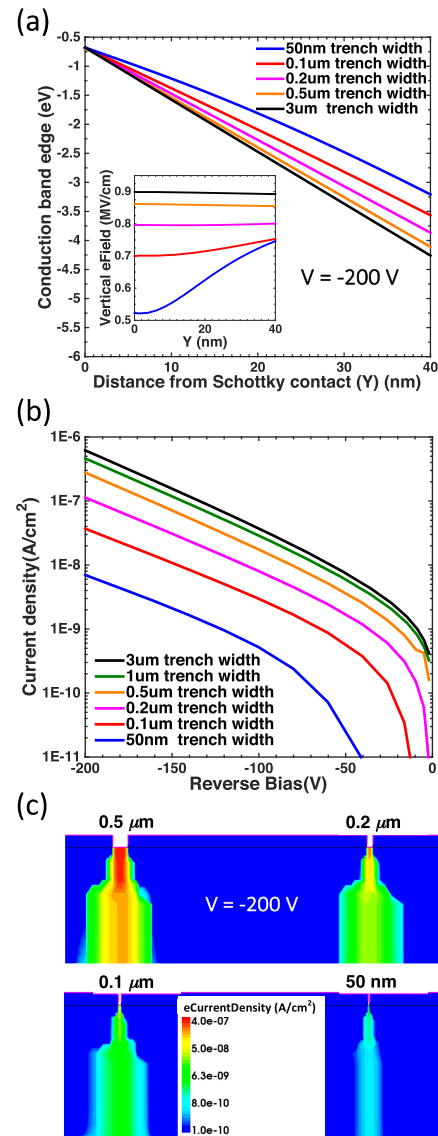 (a)
-0.5
-1
-1.5
-2
-2.5
-3
-3.5
-4
-4.5
-5
-5.5
-6
Conduction band edge (eV)
50nm trench width
0.1um trench width
0.2um trench width
0.5um trench width
3um trench width
0.9
0.8
0.7
0.6
0.5
Vertical eField (MV/cm)
0 20 40
Y (nm)
V = -200 V
0 10 20 30 40
Distance from Schottky contact (Y) (nm)
(b)
1E-6
1E-7
1E-8
1E-9
1E-10
1E-11
Current density(A/cm²)
3um trench width
1um trench width
0.5um trench width
0.2um trench width
0.1um trench width
50nm trench width
-200 -150 -100 -50 0
Reverse Bias(V)
(c)
0.5 μm 0.2 μm
V = -200 V
0.1 μm 50 nm
eCurrentDensity (A/cm²)
4.0e-07
5.0e-08
6.3e-09
7.9e-10
1.0e-10